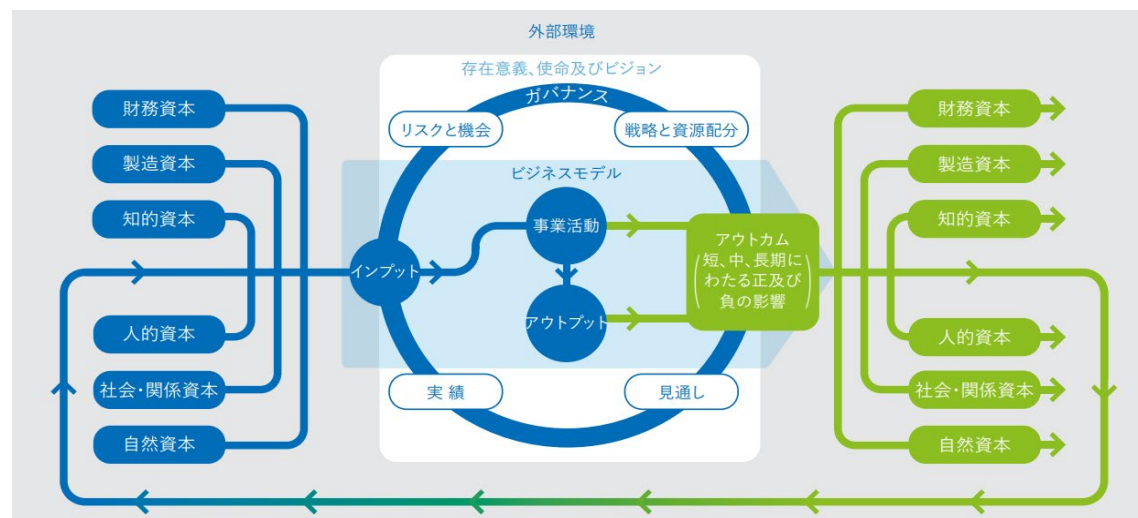 外部環境
存在意義、使命及びビジョン
ガバナンス
リスクと機会
戦略と資源配分
財務資本
製造資本
知的資本
人的資本
社会・関係資本
自然資本
ビジネスモデル
インプット
事業活動
アウトプット
アウトカム
(短、中、長期に
わたる正及び
負の影響)
実績
見通し
財務資本
製造資本
知的資本
人的資本
社会・関係資本
自然資本